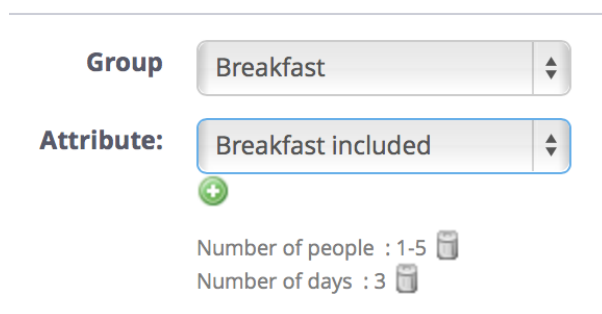 Group Breakfast
Attribute: Breakfast included
Number of people : 1-5
Number of days : 3